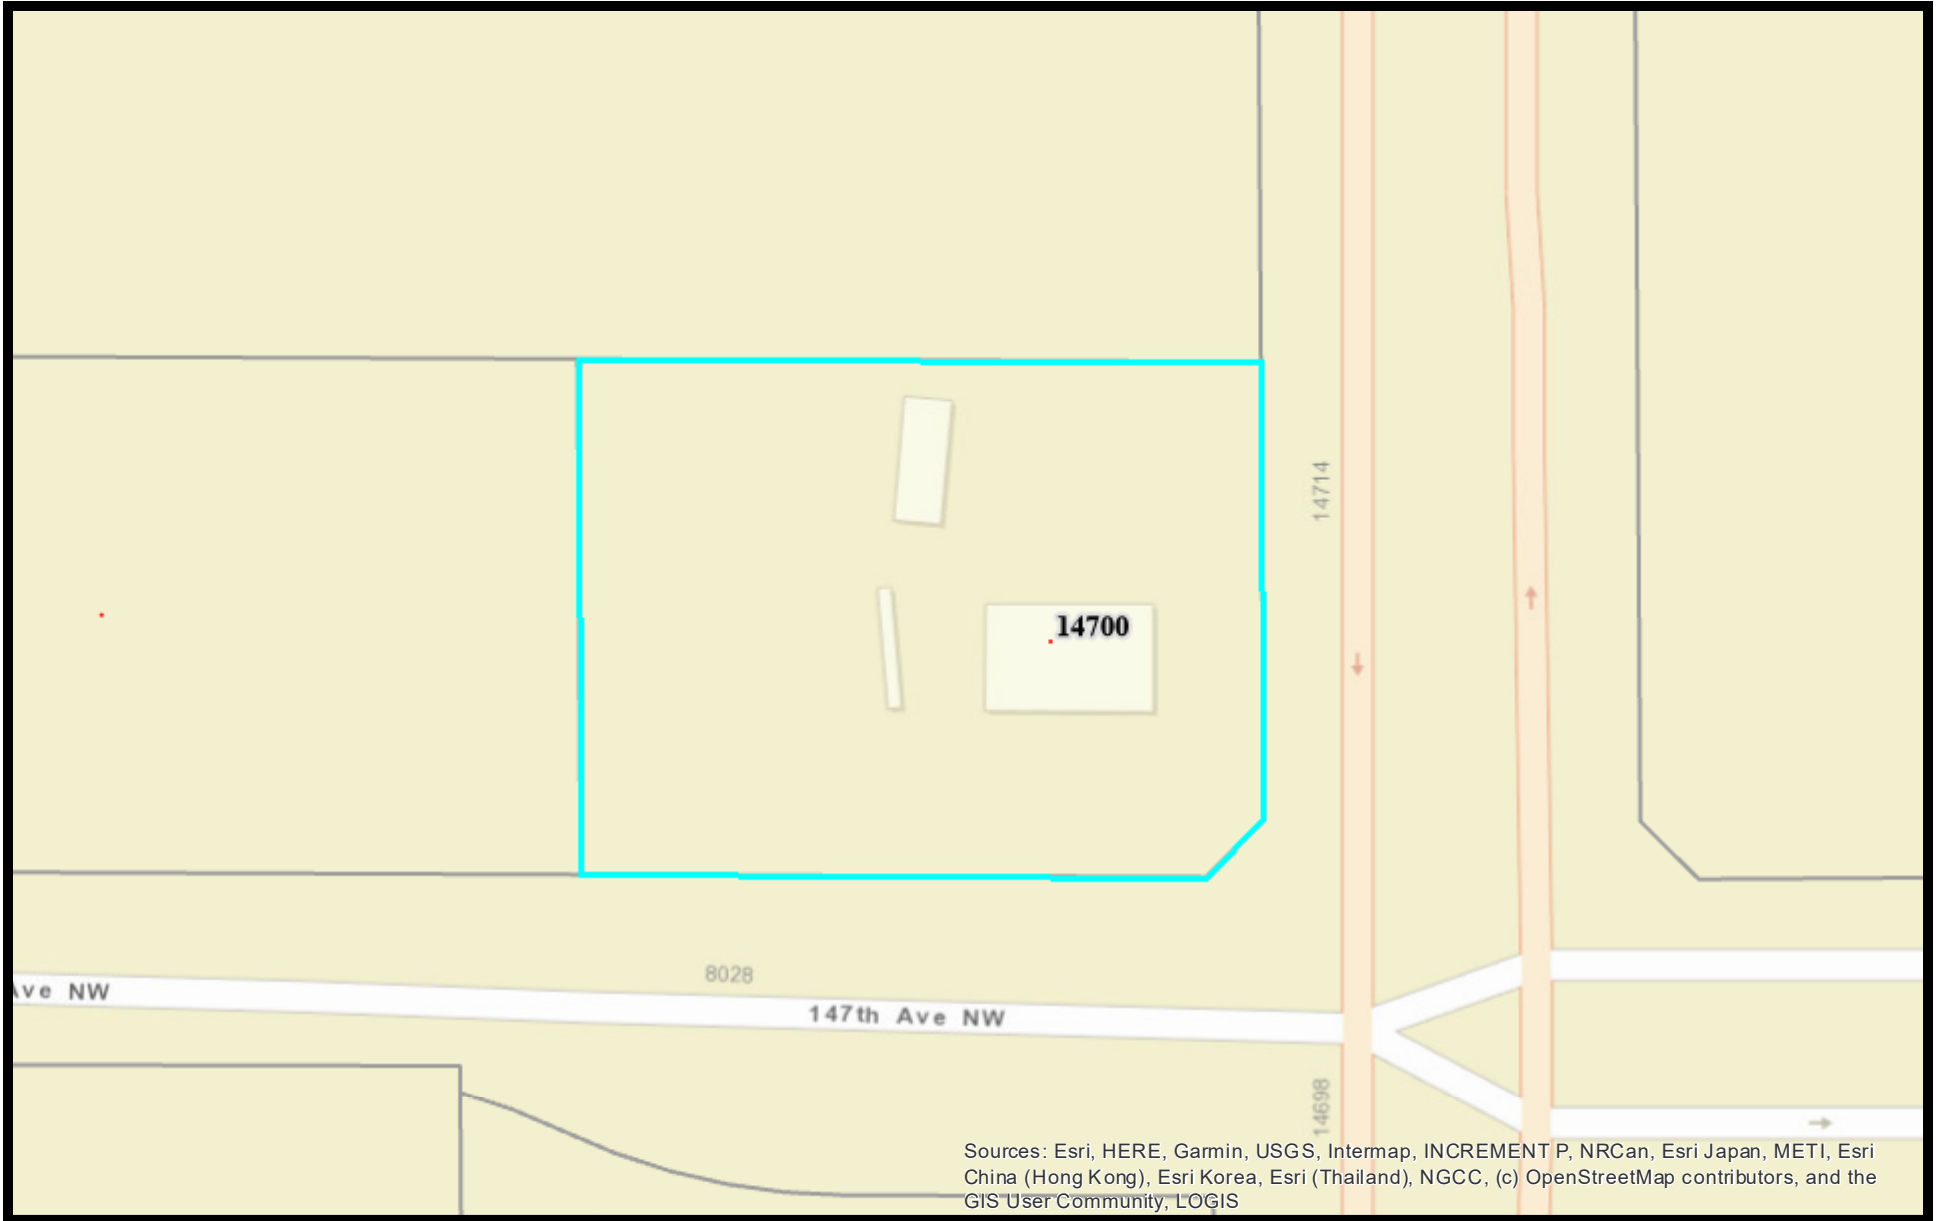 14714
14700
8028
Ave NW
147th Ave NW
14698
Sources: Esri, HERE, Garmin, USGS, Intermap, INCREMENT P, NRCan, Esri Japan, METI, Esri
China (Hong Kong), Esri Korea, Esri (Thailand), NGCC, (c) OpenStreetMap contributors, and the
GIS User Community, LOGIS